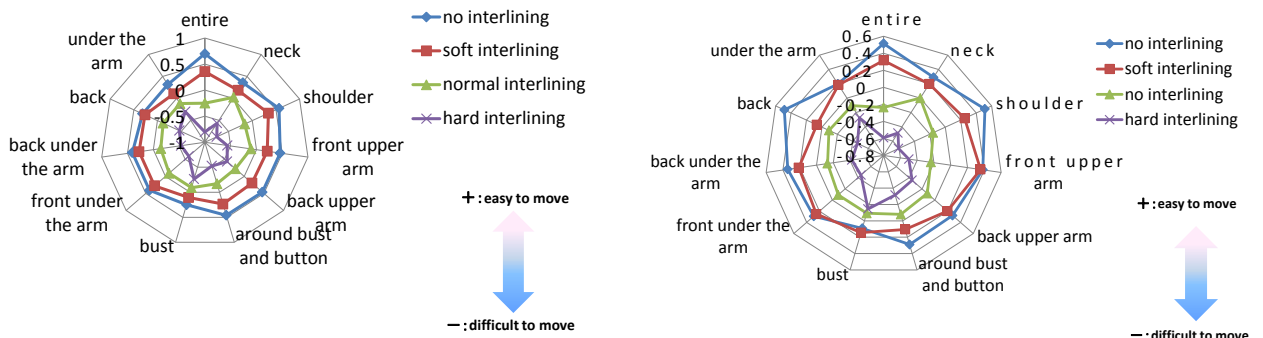 entire
1
0.5
0
-0.5
-1
neck
shoulder
front upper
arm
back upper
arm
around bust
and button
bust
front under
the arm
back under
the arm
back
under the
arm
no interlining
soft interlining
normal interlining
hard interlining
+:easy to move
−:difficult to move
entire
0.6
0.4
0.2
0
-0.2
-0.4
-0.6
-0.8
neck
shoulder
front upper
arm
back upper arm
around bust
and button
bust
front under the
arm
back under the
arm
back
under the arm
no interlining
soft interlining
no interlining
hard interlining
+:easy to move
−:difficult to move